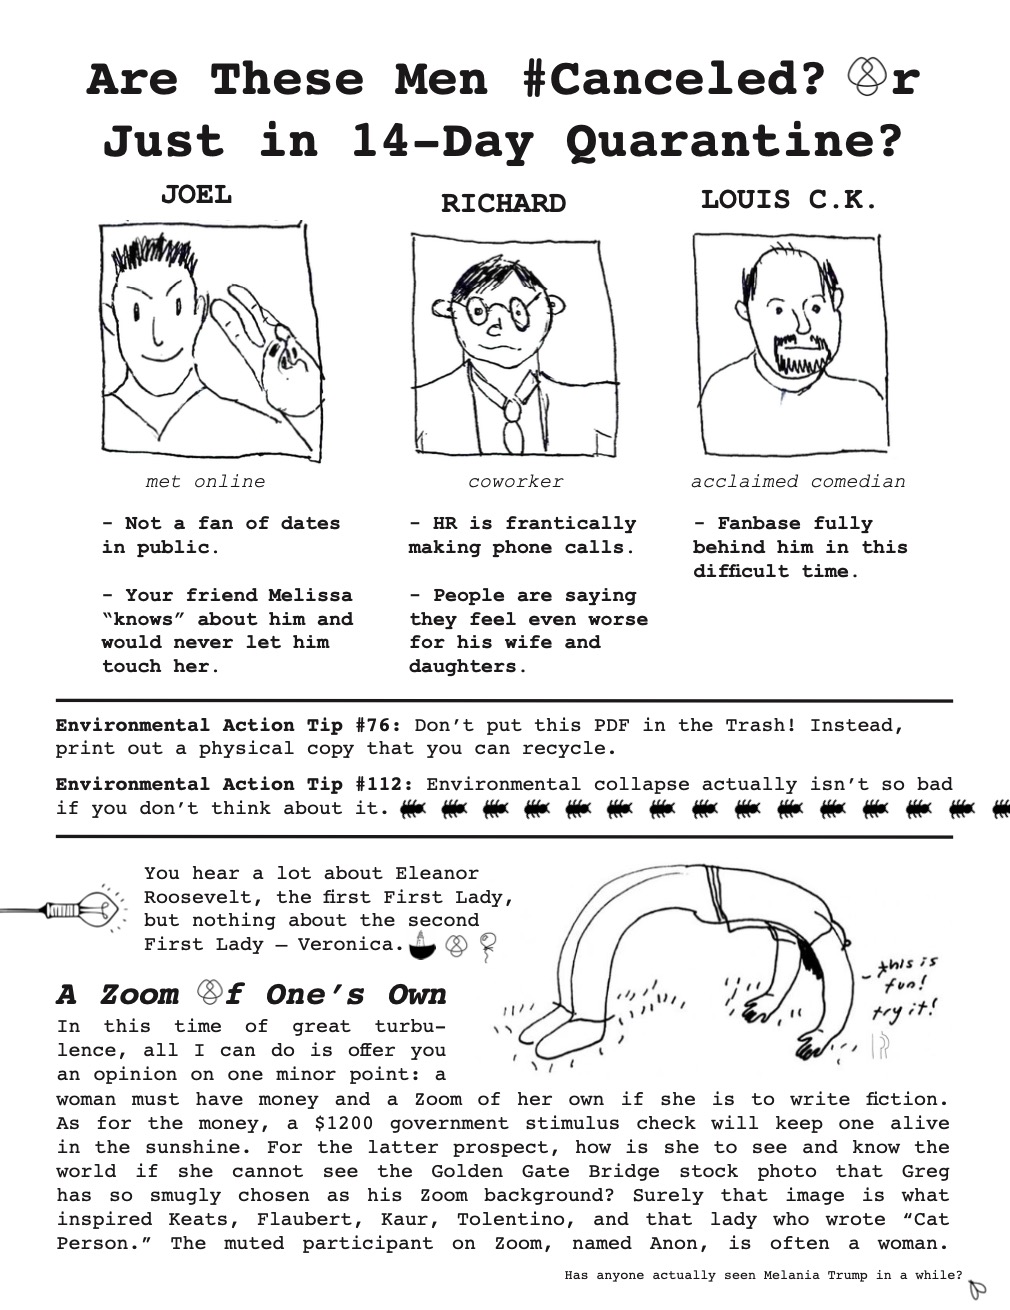 Are These Men #Canceled? Or
Just in 14-Day Quarantine?
JOEL
met online
- Not a fan of dates
in public.
- Your friend Melissa
“knows” about him and
would never let him
touch her.
RICHARD
coworker
- HR is frantically
making phone calls.
- People are saying
they feel even worse
for his wife and
daughters.
LOUIS C.K.
acclaimed comedian
- Fanbase fully
behind him in this
difficult time.
Environmental Action Tip #76: Don’t put this PDF in the Trash! Instead,
print out a physical copy that you can recycle.
Environmental Action Tip #112: Environmental collapse actually isn’t so bad
if you don’t think about it.
You hear a lot about Eleanor
Roosevelt, the first First Lady,
but nothing about the second
First Lady — Veronica.
- this is
fun!
try it!
A Zoom Of One’s Own
In this time of great turbu-
lence, all I can do is offer you
an opinion on one minor point: a
woman must have money and a Zoom of her own if she is to write fiction.
As for the money, a $1200 government stimulus check will keep one alive
in the sunshine. For the latter prospect, how is she to see and know the
world if she cannot see the Golden Gate Bridge stock photo that Greg
has so smugly chosen as his Zoom background? Surely that image is what
inspired Keats, Flaubert, Kaur, Tolentino, and that lady who wrote “Cat
Person.” The muted participant on Zoom, named Anon, is often a woman.
Has anyone actually seen Melania Trump in a while?